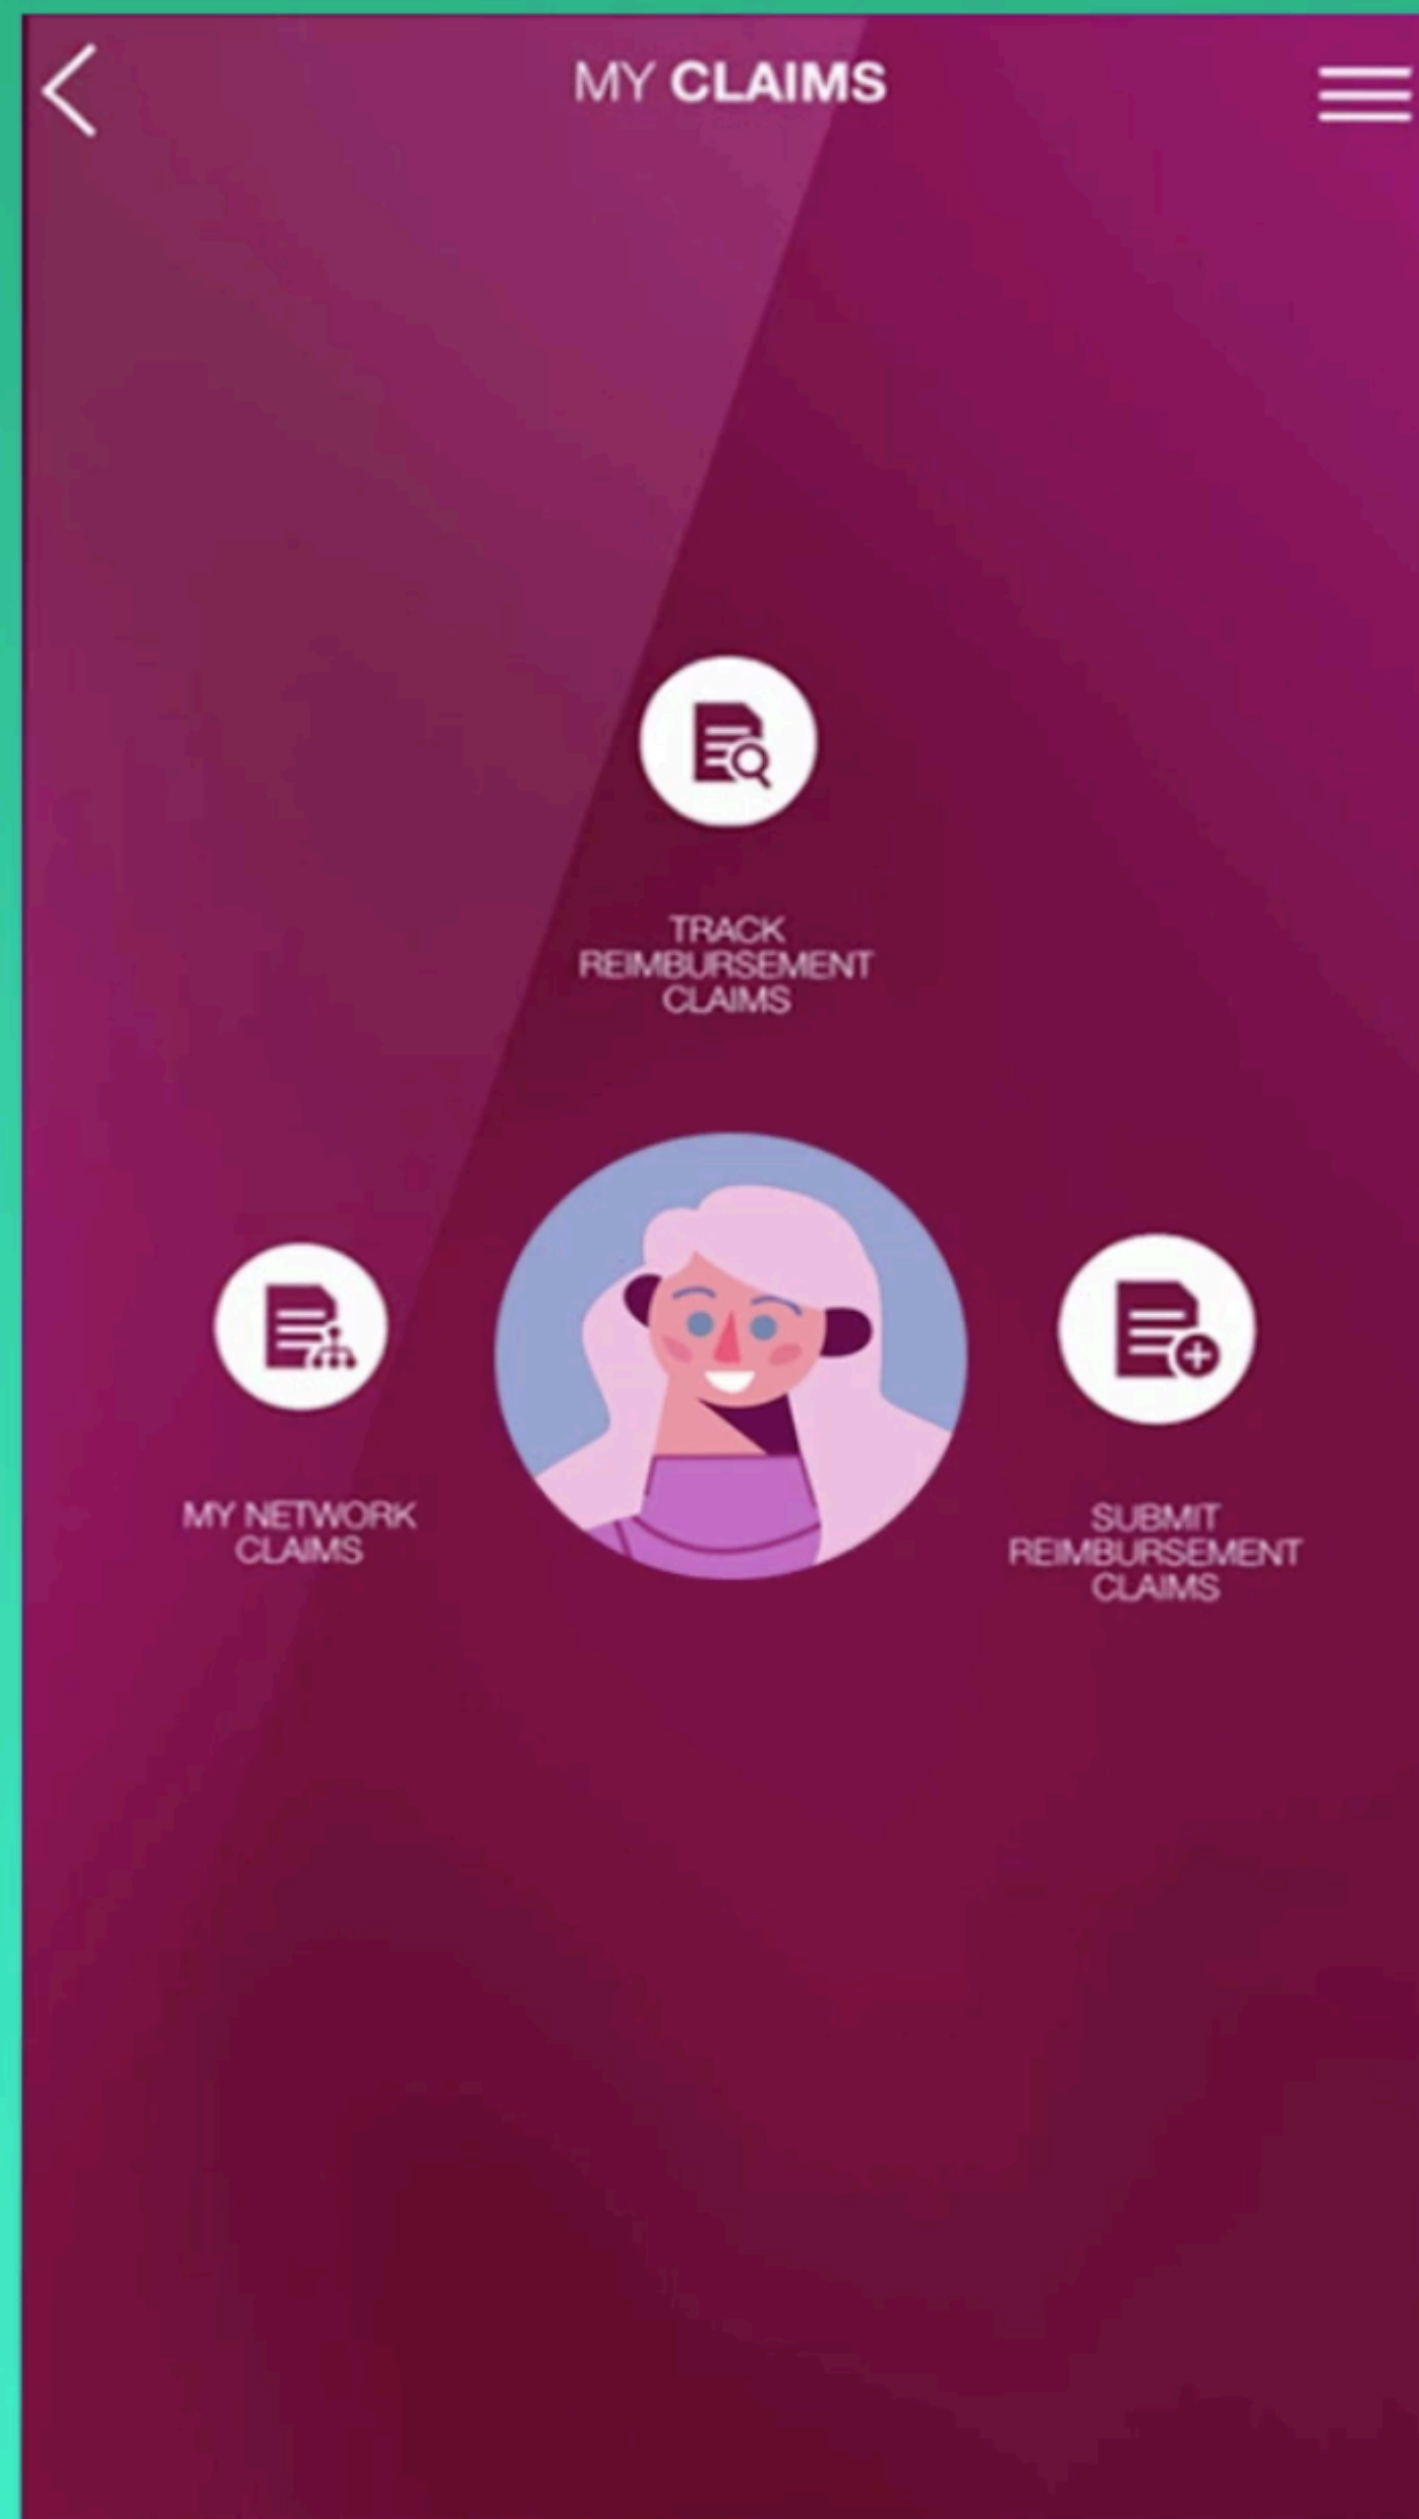 MY CLAIMS
TRACK
REIMBURSEMENT
CLAIMS
MY NETWORK
CLAIMS
SUBMIT
REIMBURSEMENT
CLAIMS